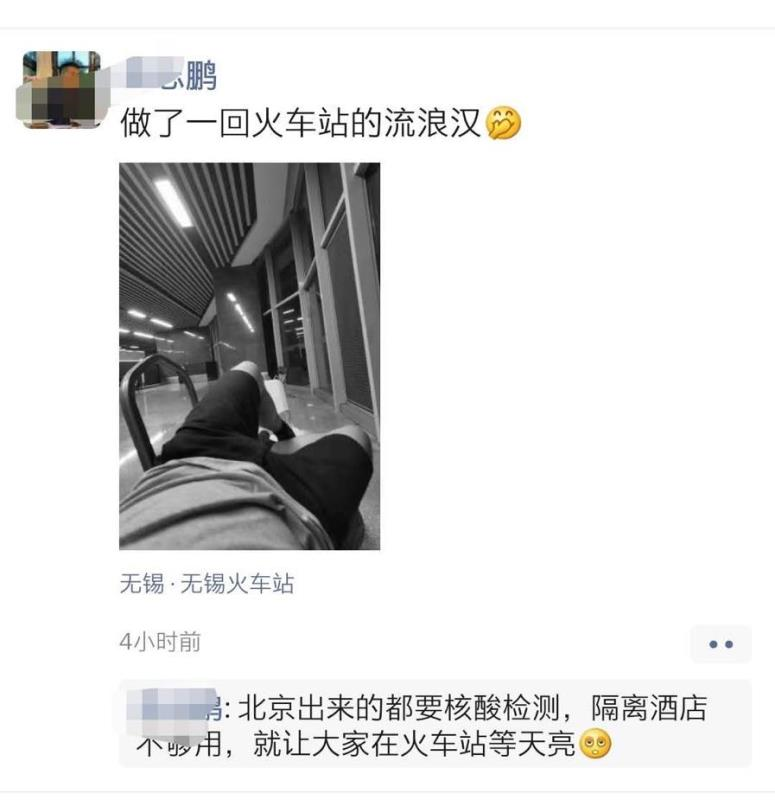 鹏
做了一回火车站的流浪汉🤭
无锡·无锡火车站
4小时前
: 北京出来的都要核酸检测，隔离酒店
不够用，就让大家在火车站等天亮🥺